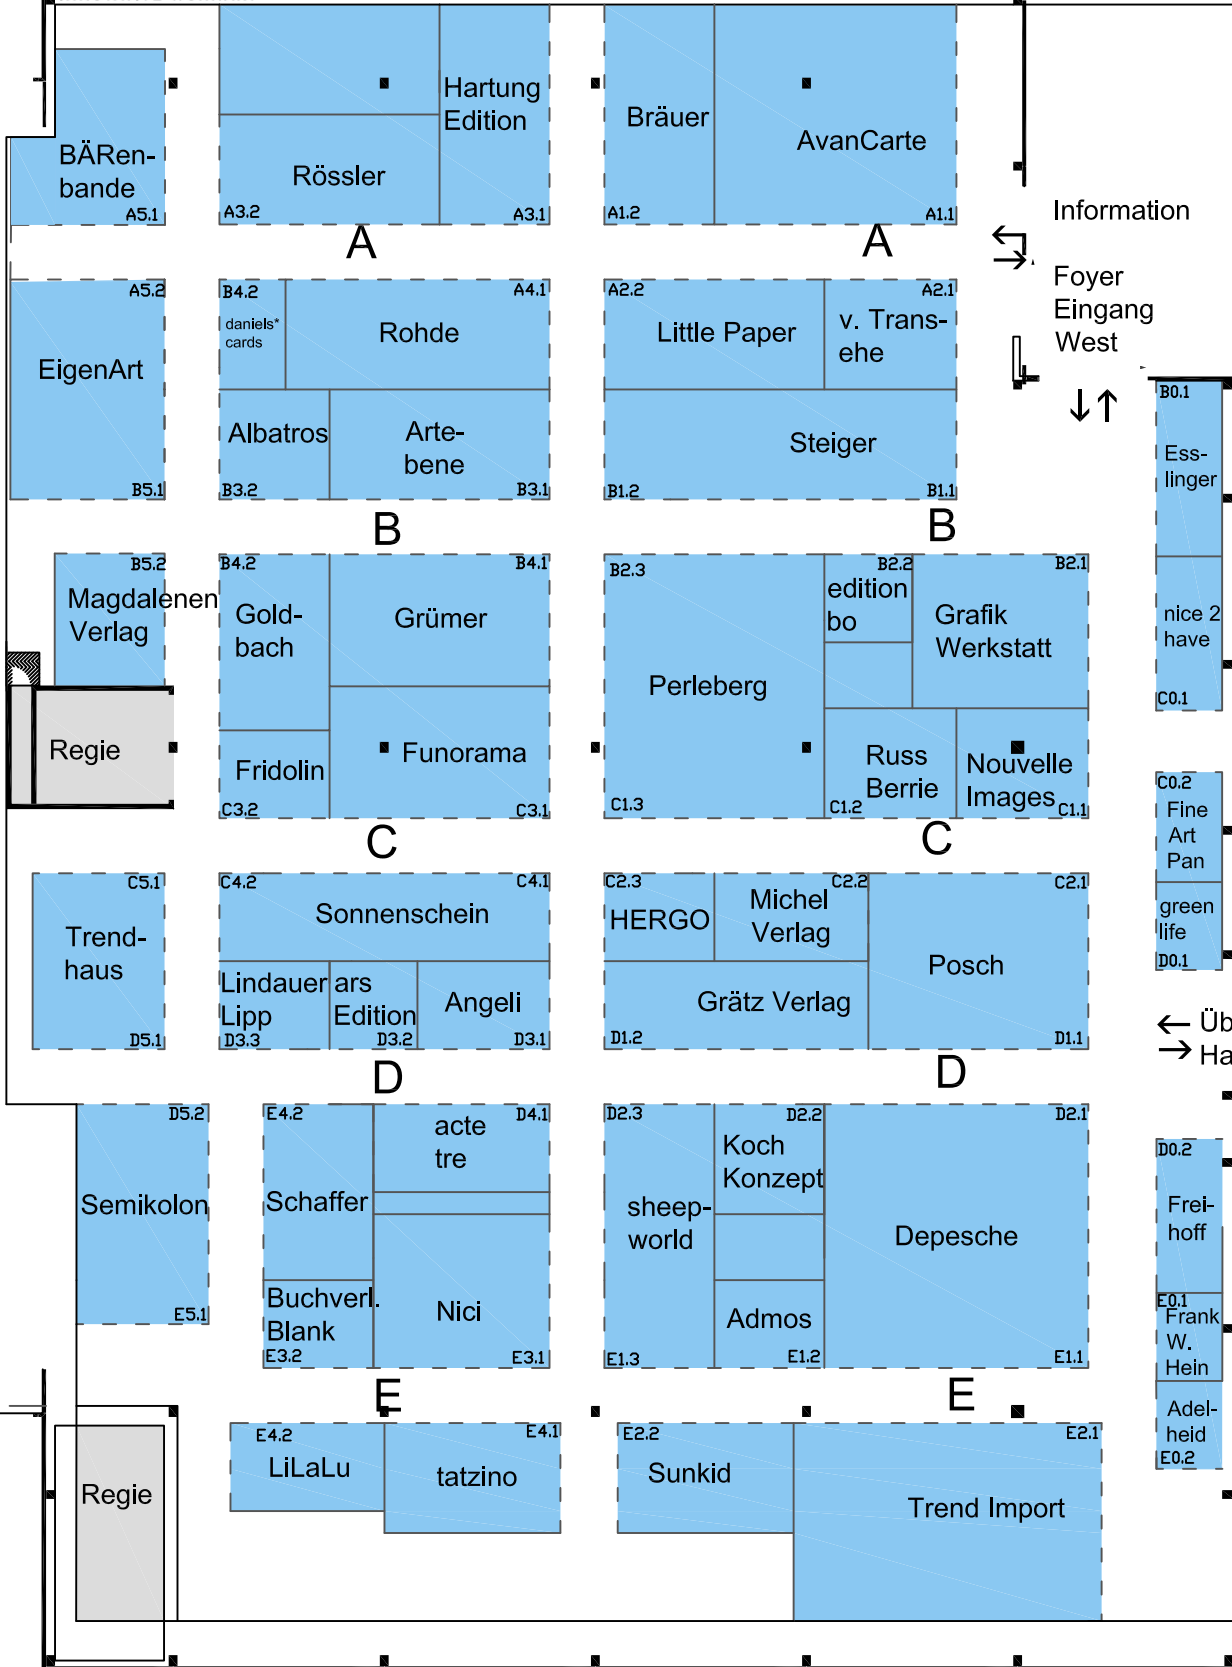 Hartung
Edition
Bräuer
AvanCarte
BÄRen-
bande
A5.1
Rössler
A3.2
A3.1
A1.2
A1.1
Information
A
A
Foyer
Eingang
West
A5.2
EigenArt
B5.1
B4.2
daniels*
cards
A4.1
Rohde
Albatros
B3.2
Arte-
bene
B3.1
A2.2
Little Paper
A2.1
v. Trans-
ehe
Steiger
B1.2
B1.1
B0.1
Ess-
linger
nice 2
have
C0.1
B
B
B5.2
Magdalenen
Verlag
Regie
B4.2
Gold-
bach
B4.1
Grümer
Fridolin
C3.2
Funorama
C3.1
B2.3
Perleberg
C1.3
B2.2
edition
bo
B2.1
Grafik
Werkstatt
Russ
Berrie
C1.2
Nouvelle
Images
C1.1
C0.2
Fine
Art
Pan
green
life
D0.1
C
C
C5.1
Trend-
haus
D5.1
C4.2
C4.1
Sonnenschein
Lindauer
Lipp
D3.3
ars
Edition
D3.2
Angeli
D3.1
C2.3
HERGO
C2.2
Michel
Verlag
C2.1
Posch
Grätz Verlag
D1.2
D1.1
← Üb
→ Ha
D
D
D5.2
Semikolon
E5.1
E4.2
Schaffer
D4.1
acte
tre
Buchverl.
Blank
E3.2
Nici
E3.1
D2.3
sheep-
world
E1.3
D2.2
Koch
Konzept
Admos
E1.2
D2.1
Depesche
E1.1
D0.2
Frei-
hoff
E0.1
Frank
W.
Hein
Adel-
heid
E0.2
E
E
Regie
E4.2
LiLaLu
E4.1
tatzino
E2.2
Sunkid
E2.1
Trend Import